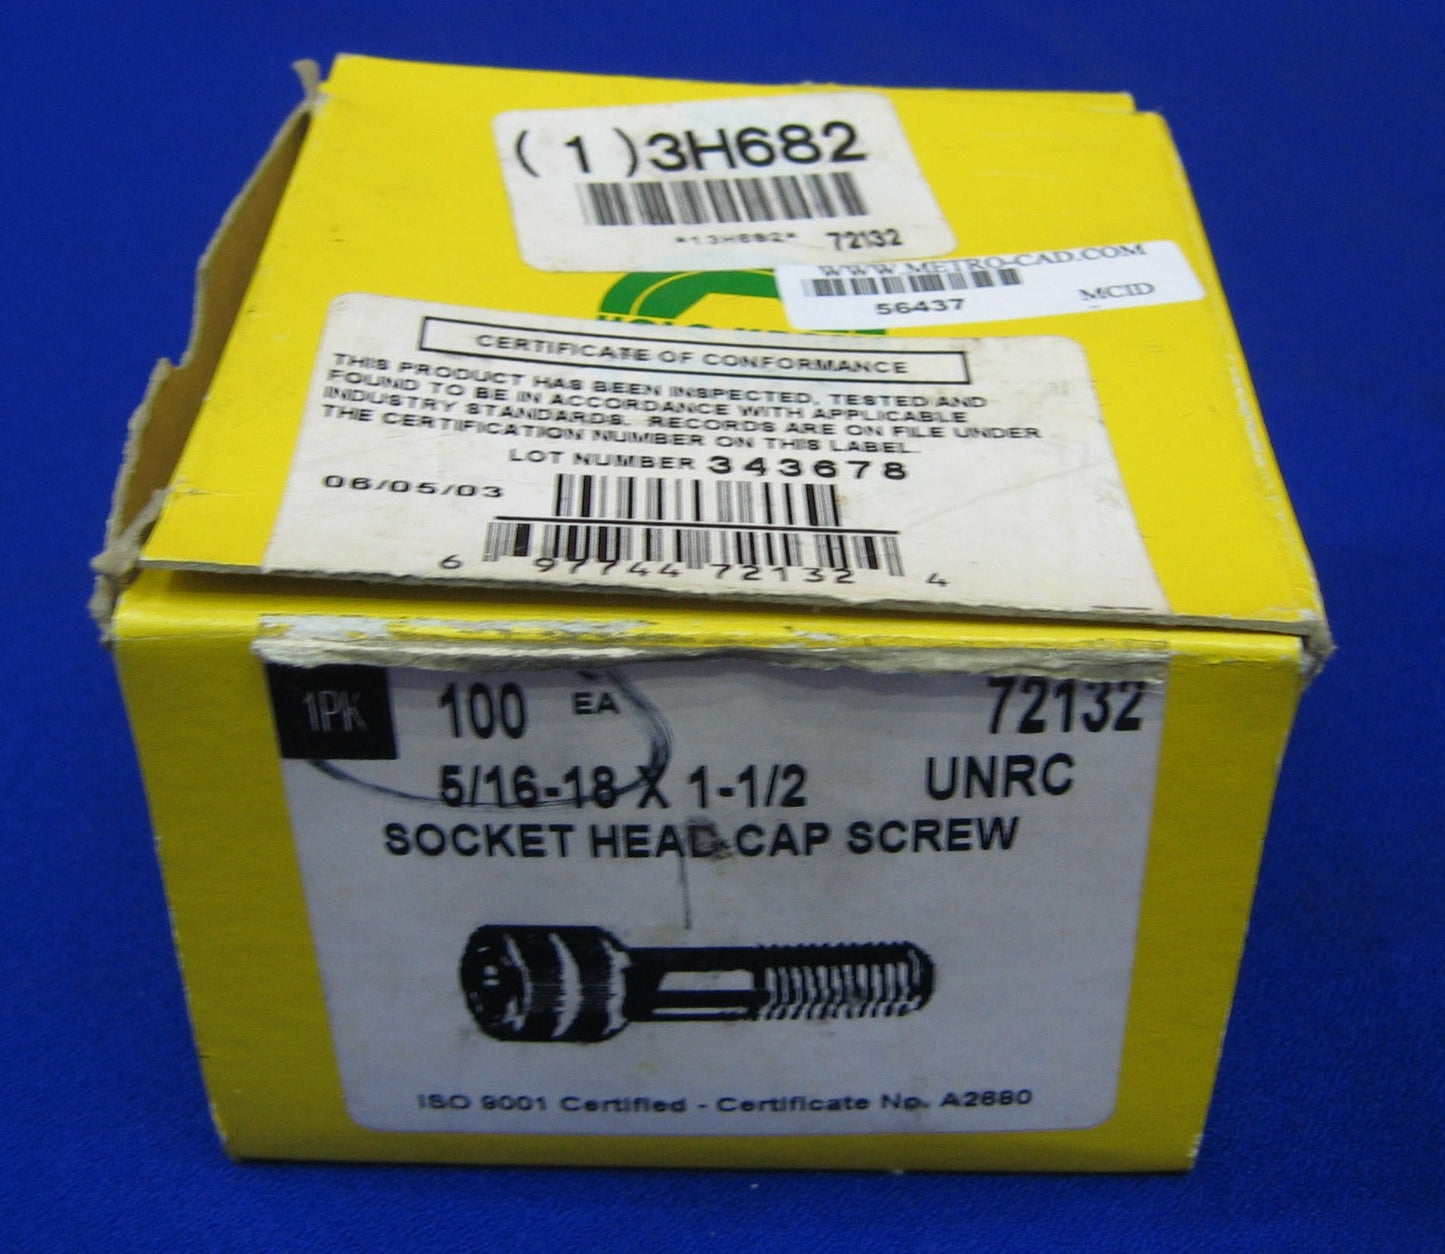 ( 1 )3H682
*13H682* 72132
WWW.METRO-CAD.COM
56437 MCID
CERTIFICATE OF CONFORMANCE
THIS PRODUCT HAS BEEN INSPECTED, TESTED AND
FOUND TO BE IN ACCORDANCE WITH APPLICABLE
INDUSTRY STANDARDS. RECORDS ARE ON FILE UNDER
THE CERTIFICATION NUMBER ON THIS LABEL.
LOT NUMBER 343678
06/05/03
6 97744 72132 4
1PK 100 EA 72132
5/16-18 X 1-1/2 UNRC
SOCKET HEAD CAP SCREW
ISO 9001 Certified - Certificate No. A2680